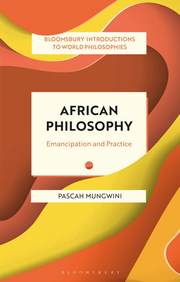 BLOOMSBURY INTRODUCTIONS
TO WORLD PHILOSOPHIES
AFRICAN
PHILOSOPHY
Emancipation and Practice
PASCAH MUNGWINI
BLOOMSBURY